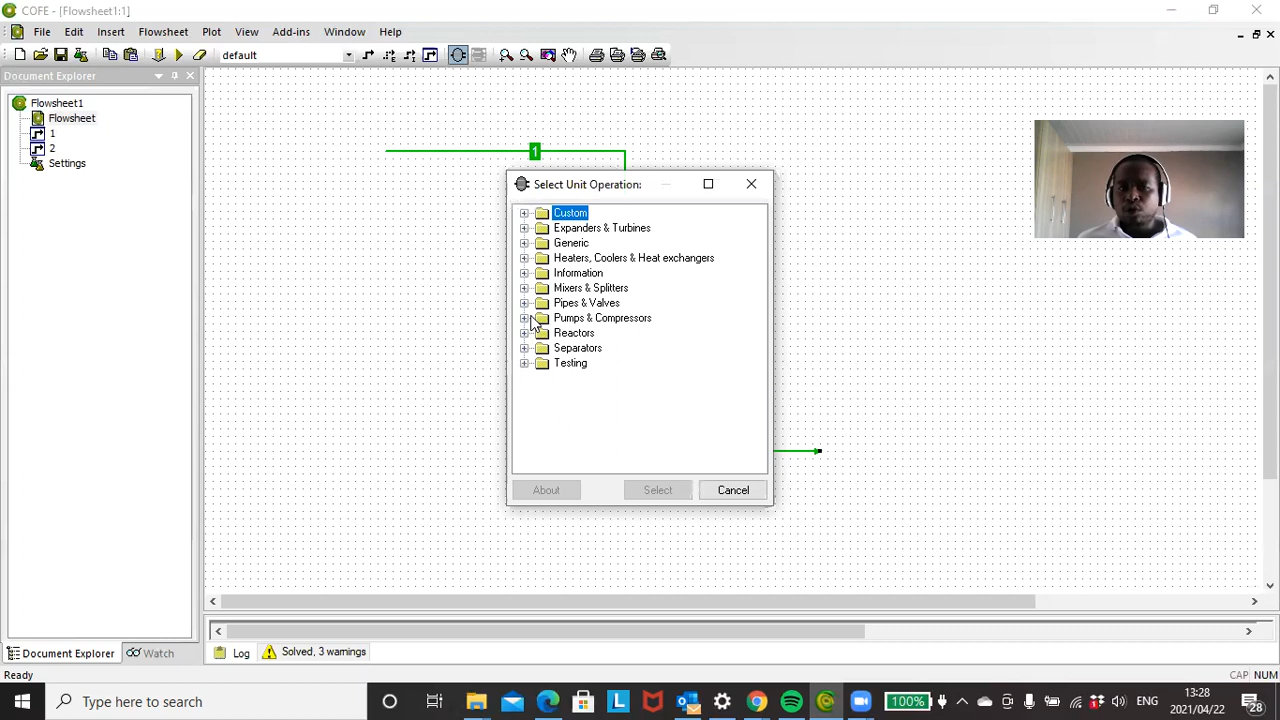 COFE - [Flowsheet1:1]
File Edit Insert Flowsheet Plot View Add-ins Window Help
default
Document Explorer
Flowsheet1
Flowsheet
1
2
Settings
1
Select Unit Operation:
Custom
Expanders & Turbines
Generic
Heaters, Coolers & Heat exchangers
Information
Mixers & Splitters
Pipes & Valves
Pumps & Compressors
Reactors
Separators
Testing
About Select Cancel
Document Explorer Watch
Log Solved, 3 warnings
Ready
CAP NUM
Type here to search
L
100%
ENG
13:28
2021/04/22
28